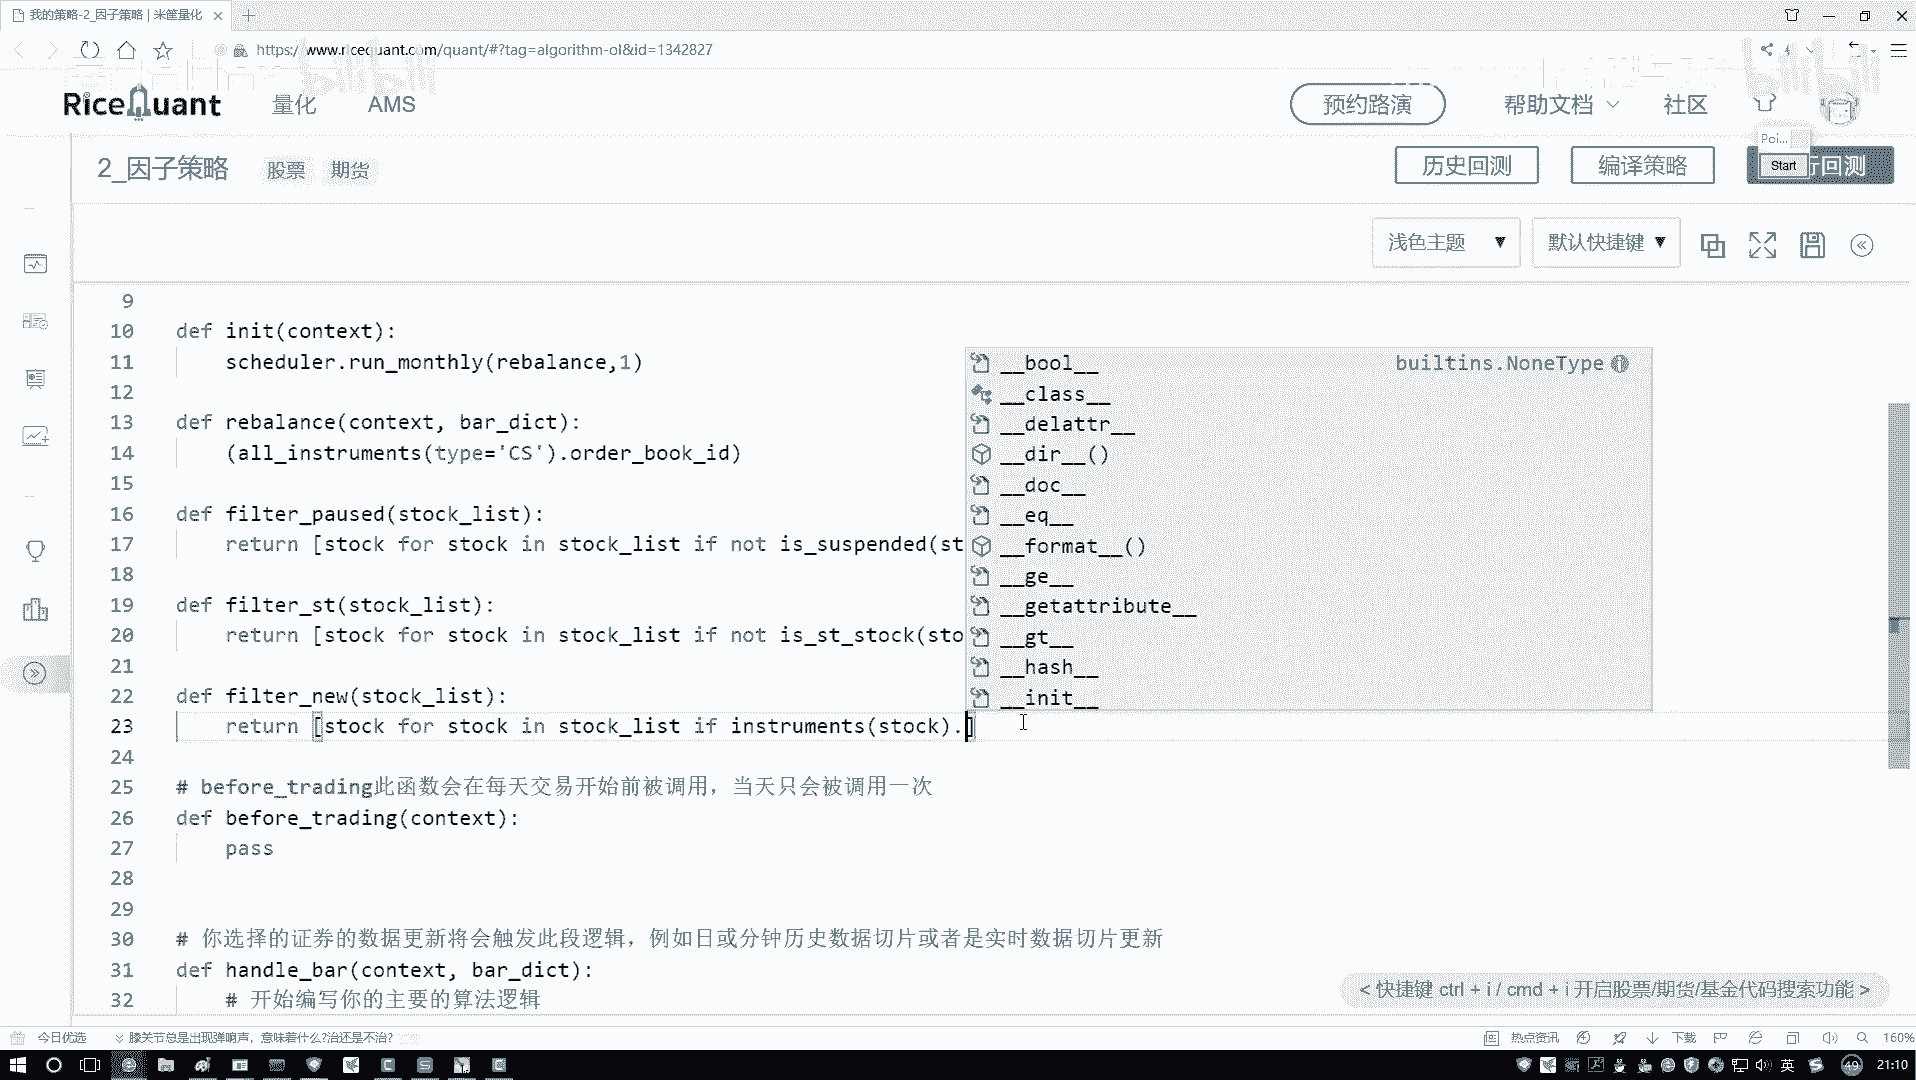 我的策略-2_因子策略 | 米筐量化
https://www.ricequant.com/quant/#?tag=algorithm-ol&id=1342827
bilibili
bilibili
RiceQuant 量化 AMS 预约路演 帮助文档 社区
Poi...
2_因子策略 股票 期货 历史回测 编译策略 Start 行回测
浅色主题 ▼ 默认快捷键 ▼
9
10 def init(context):
11 scheduler.run_monthly(rebalance,1)
12
13 def rebalance(context, bar_dict):
14 (all_instruments(type='CS').order_book_id)
15
16 def filter_paused(stock_list):
17 return [stock for stock in stock_list if not is_suspended(st
18
19 def filter_st(stock_list):
20 return [stock for stock in stock_list if not is_st_stock(sto
21
22 def filter_new(stock_list):
23 return [stock for stock in stock_list if instruments(stock).]
24
25 # before_trading此函数会在每天交易开始前被调用，当天只会被调用一次
26 def before_trading(context):
27 pass
28
29
30 # 你选择的证券的数据更新将会触发此段逻辑，例如日或分钟历史数据切片或者是实时数据切片更新
31 def handle_bar(context, bar_dict):
32 # 开始编写你的主要的算法逻辑
__bool__ builtins.NoneType
__class__
__delattr__
__dir__()
__doc__
__eq__
__format__()
__ge__
__getattribute__
__gt__
__hash__
__init__
< 快捷键 ctrl + i / cmd + i 开启股票/期货/基金代码搜索功能 >
今日优选 膝关节总是出现弹响声，意味着什么?治还是不治? 热点资讯 下载 160%
英 49 21:10